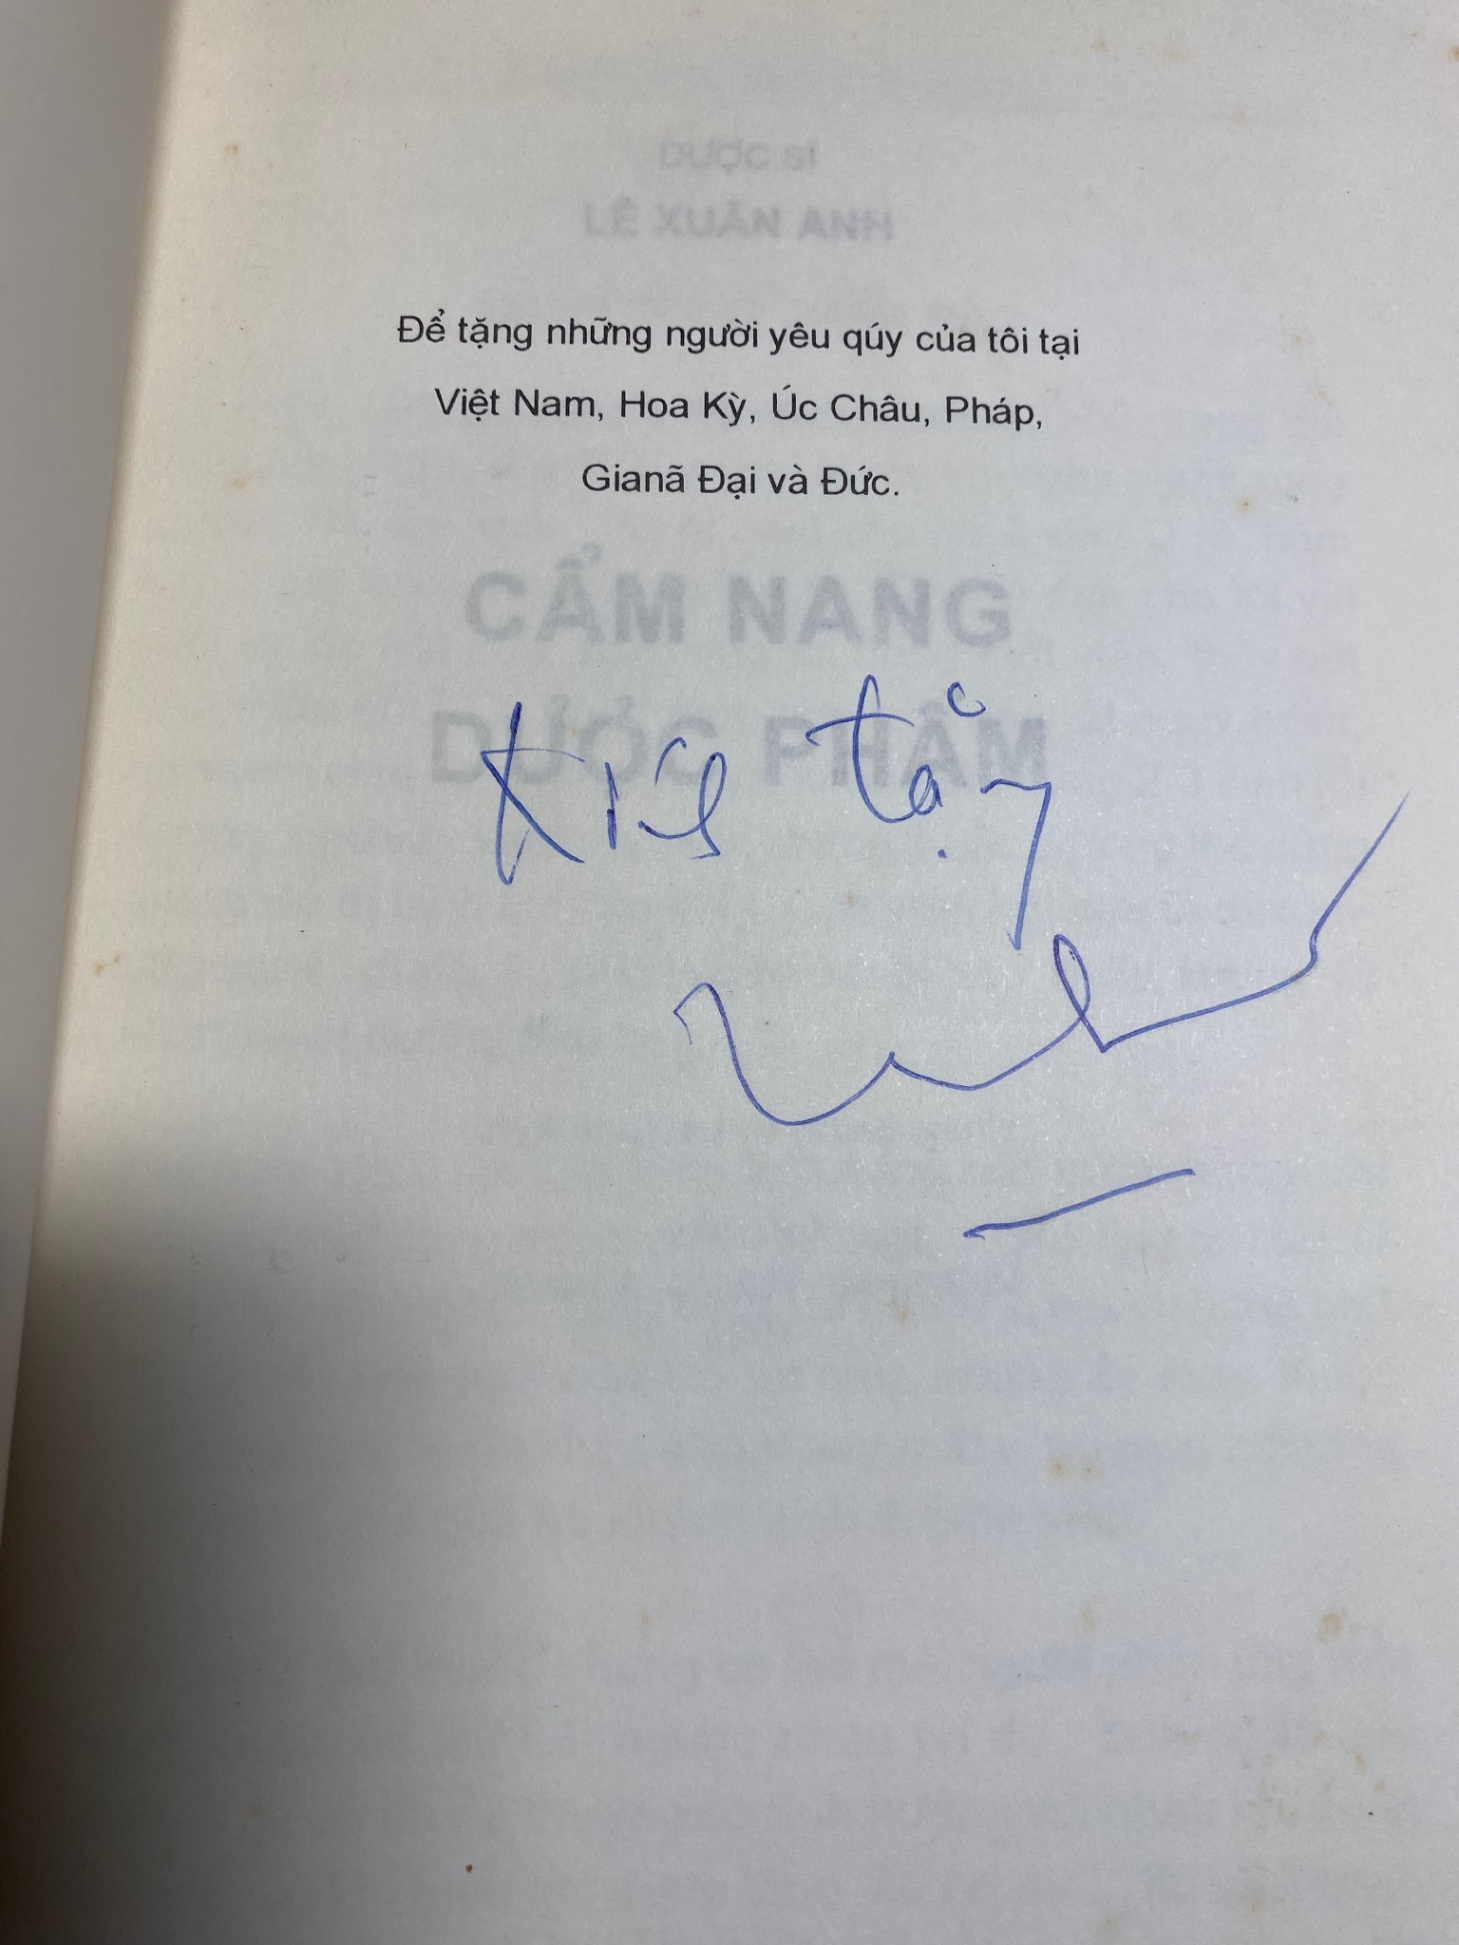 Dược sĩ
LÊ XUÂN ANH
Để tặng những người yêu qúy của tôi tại
Việt Nam, Hoa Kỳ, Úc Châu, Pháp,
Gianã Đại và Đức.
CẨM NANG
DƯỢC PHẨM
tặng